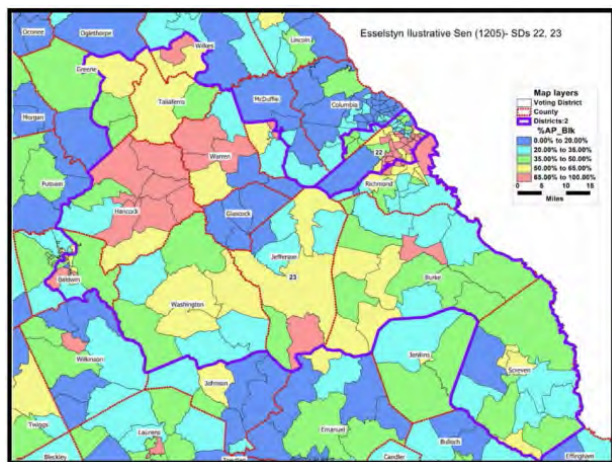 Esselstyn Ilustrative Sen (1205)- SDs 22, 23
Oconee
Oglethorpe
Wilkes
Lincoln
Greene
Taliaferro
McDuffie
Columbia
Morgan
Warren
22
Richmond
Putnam
Hancock
Glascock
Jefferson
23
Burke
Baldwin
Washington
Wilkinson
Jenkins
Screven
Johnson
Twiggs
Laurens
Emanuel
Bleckley
Candler
Bulloch
Effingham
Map layers
Voting District
County
Districts:2
%AP_Blk
0.00% to 20.00%
20.00% to 35.00%
35.00% to 50.00%
50.00% to 65.00%
65.00% to 100.00%
0 5 10 15
Miles